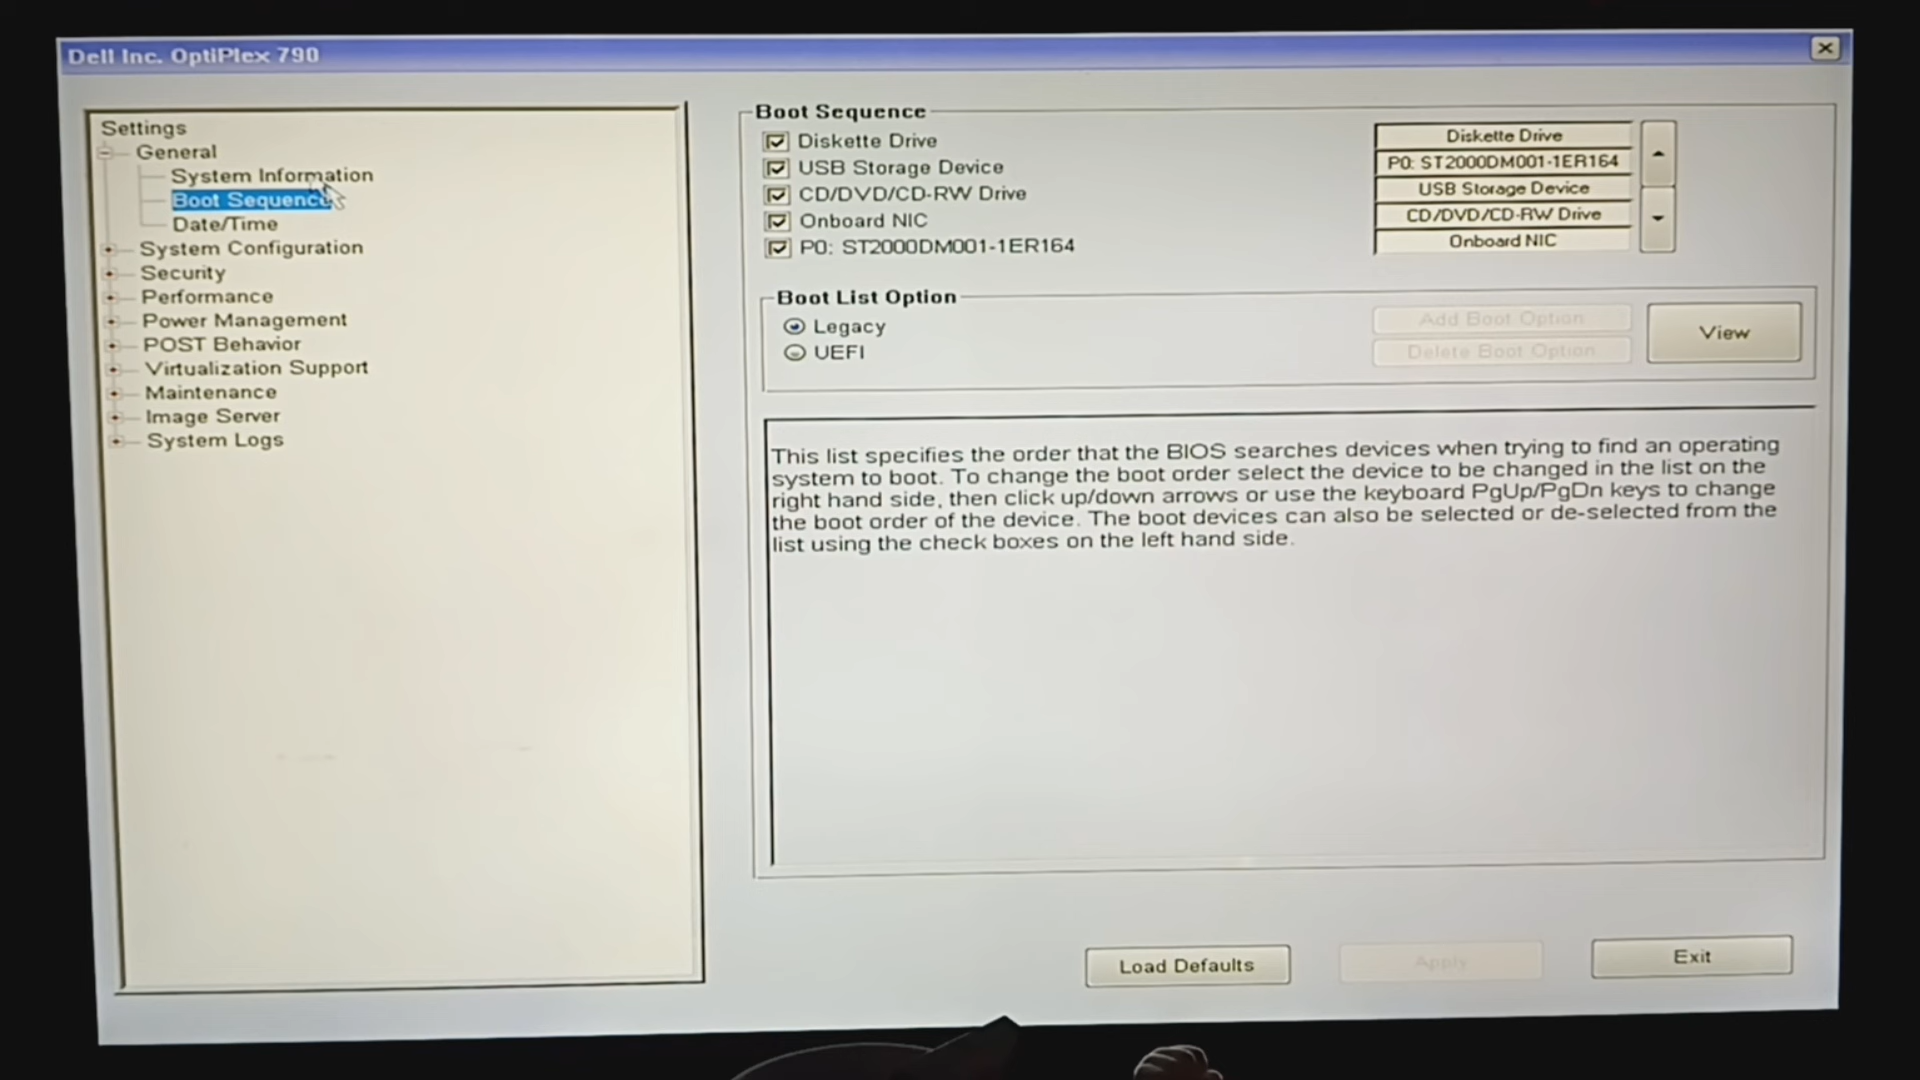 Dell Inc. OptiPlex 790
Settings
General
System Information
Boot Sequence
Date/Time
System Configuration
Security
Performance
Power Management
POST Behavior
Virtualization Support
Maintenance
Image Server
System Logs
Boot Sequence
Diskette Drive
USB Storage Device
CD/DVD/CD-RW Drive
Onboard NIC
P0: ST2000DM001-1ER164
Diskette Drive
P0: ST2000DM001-1ER164
USB Storage Device
CD/DVD/CD-RW Drive
Onboard NIC
Boot List Option
Legacy
UEFI
Add Boot Option
Delete Boot Option
View
This list specifies the order that the BIOS searches devices when trying to find an operating
system to boot. To change the boot order select the device to be changed in the list on the
right hand side, then click up/down arrows or use the keyboard PgUp/PgDn keys to change
the boot order of the device. The boot devices can also be selected or de-selected from the
list using the check boxes on the left hand side.
Load Defaults
Apply
Exit